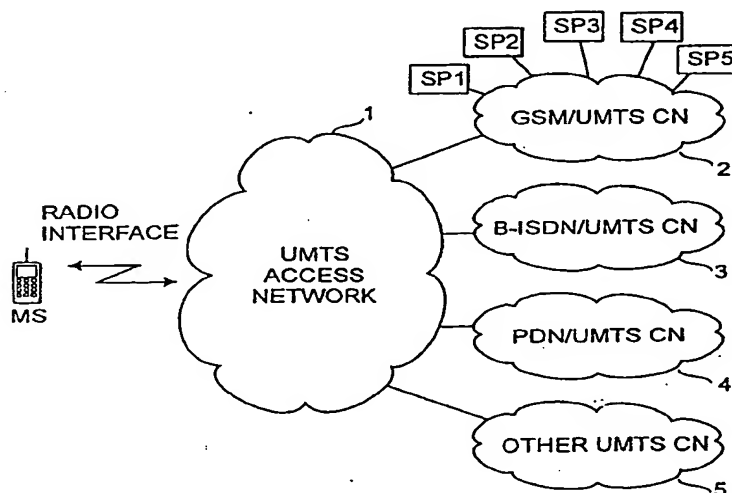 SP1
SP2
SP3
SP4
SP5
1
GSM/UMTS CN
2
RADIO
INTERFACE
MS
UMTS
ACCESS
NETWORK
B-ISDN/UMTS CN
3
PDN/UMTS CN
4
OTHER UMTS CN
5